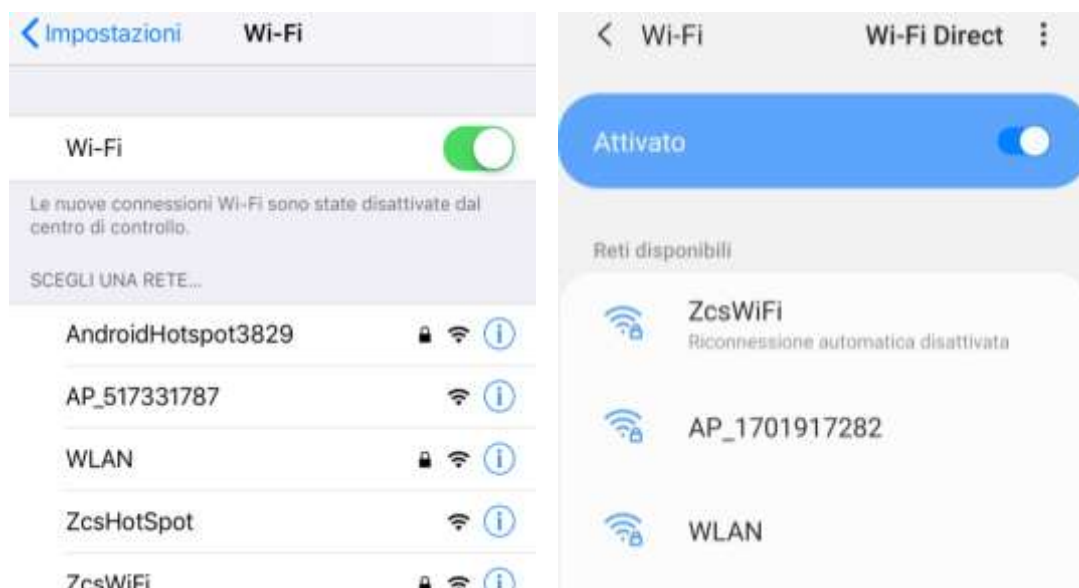 Impostazioni
Wi-Fi
Wi-Fi
Le nuove connessioni Wi-Fi sono state disattivate dal
centro di controllo.
SCEGLI UNA RETE...
AndroidHotspot3829
AP_517331787
WLAN
ZcsHotSpot
ZcsWiFi
Wi-Fi
Wi-Fi Direct
Attivato
Reti disponibili
ZcsWiFi
Riconnessione automatica disattivata
AP_1701917282
WLAN